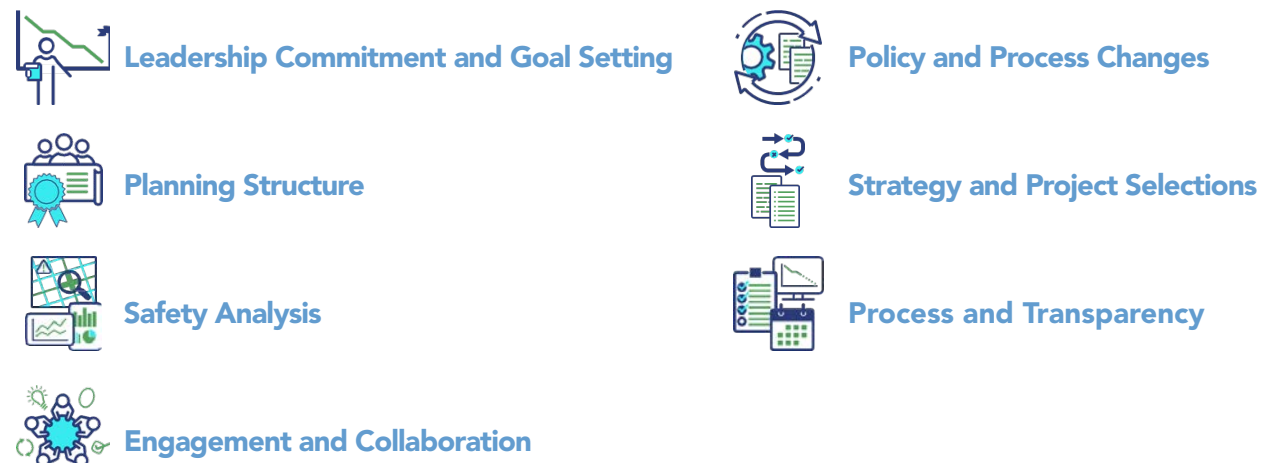 Leadership Commitment and Goal Setting
Planning Structure
Safety Analysis
Engagement and Collaboration
Policy and Process Changes
Strategy and Project Selections
Process and Transparency